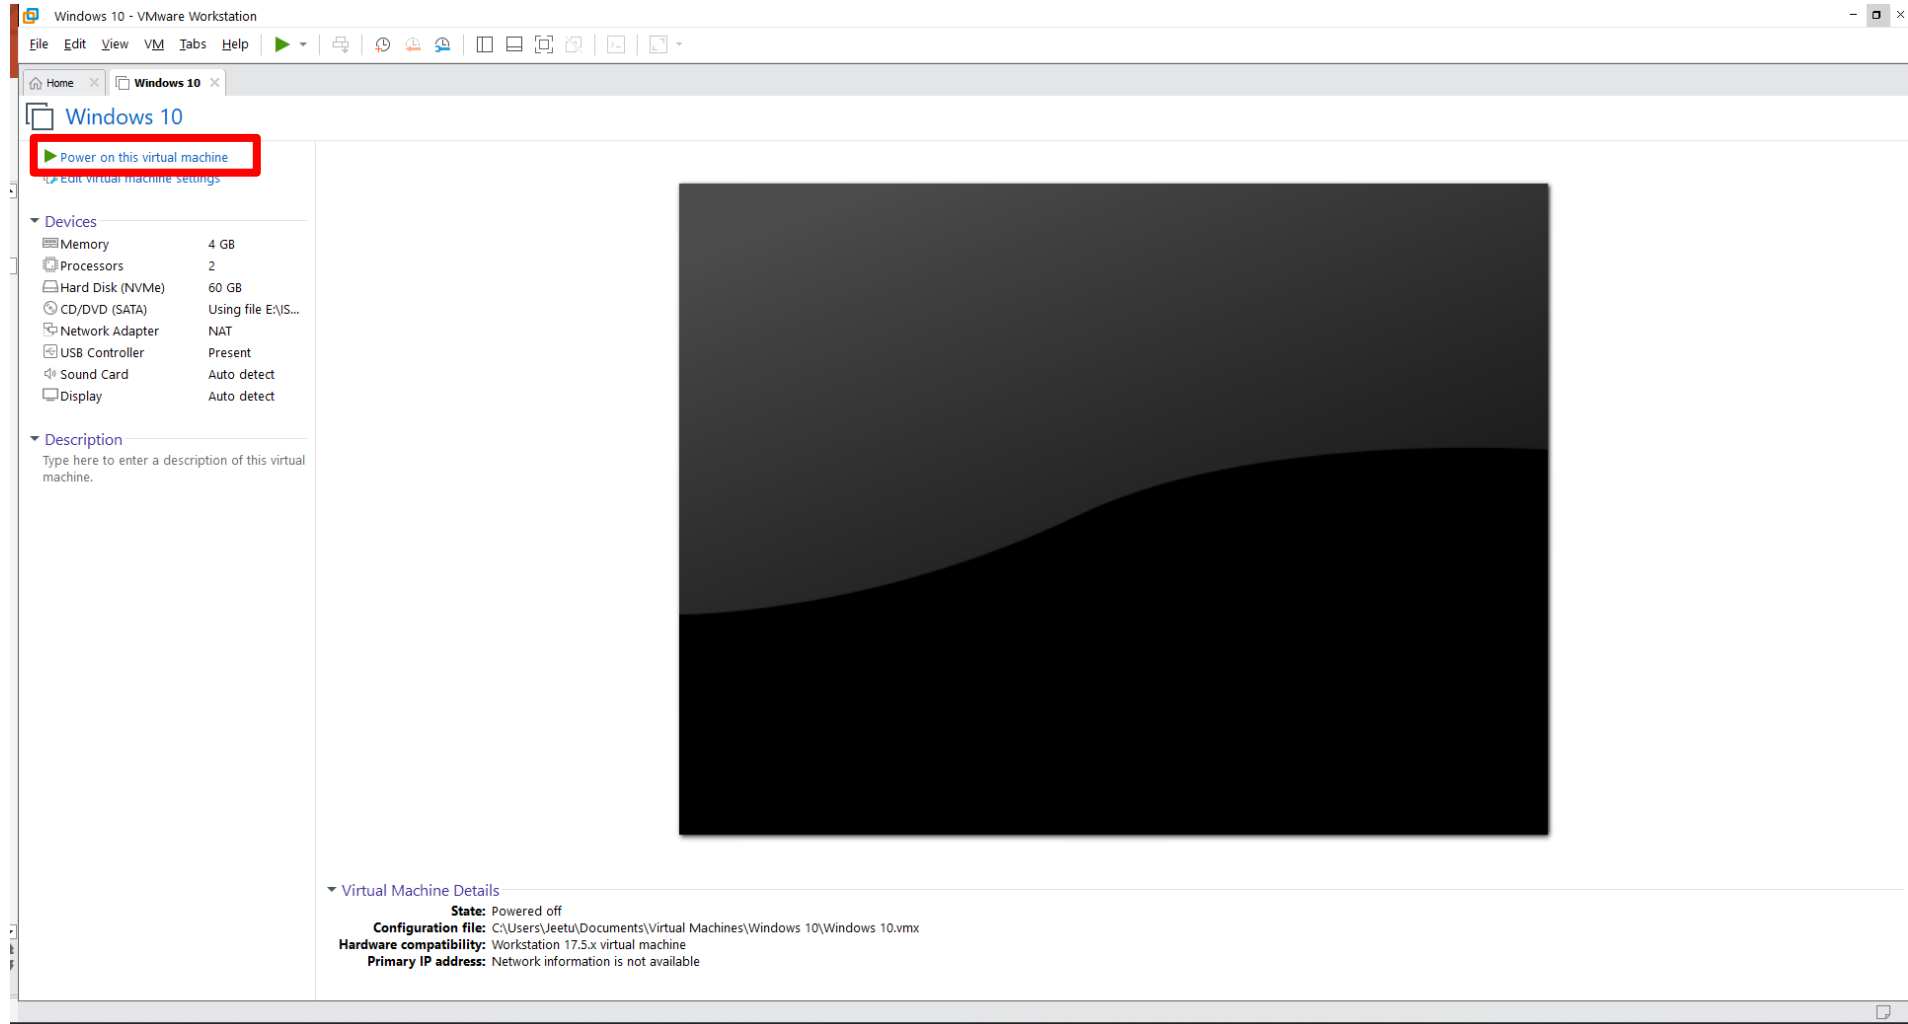 Windows 10 - VMware Workstation
File Edit View VM Tabs Help
Home Windows 10
Windows 10
Power on this virtual machine
Edit virtual machine settings
Devices
Memory 4 GB
Processors 2
Hard Disk (NVMe) 60 GB
CD/DVD (SATA) Using file E:\IS...
Network Adapter NAT
USB Controller Present
Sound Card Auto detect
Display Auto detect
Description
Type here to enter a description of this virtual
machine.
Virtual Machine Details
State: Powered off
Configuration file: C:\Users\Jeetu\Documents\Virtual Machines\Windows 10\Windows 10.vmx
Hardware compatibility: Workstation 17.5.x virtual machine
Primary IP address: Network information is not available